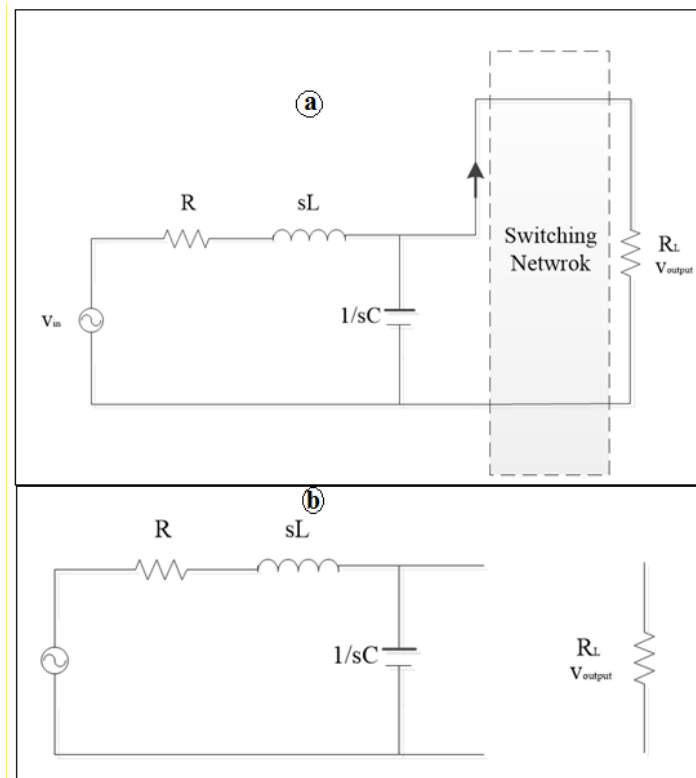 a
R
sL
Switching
Netwrok
RL
Voutput
1/sC
Vin
b
R
sL
1/sC
RL
Voutput